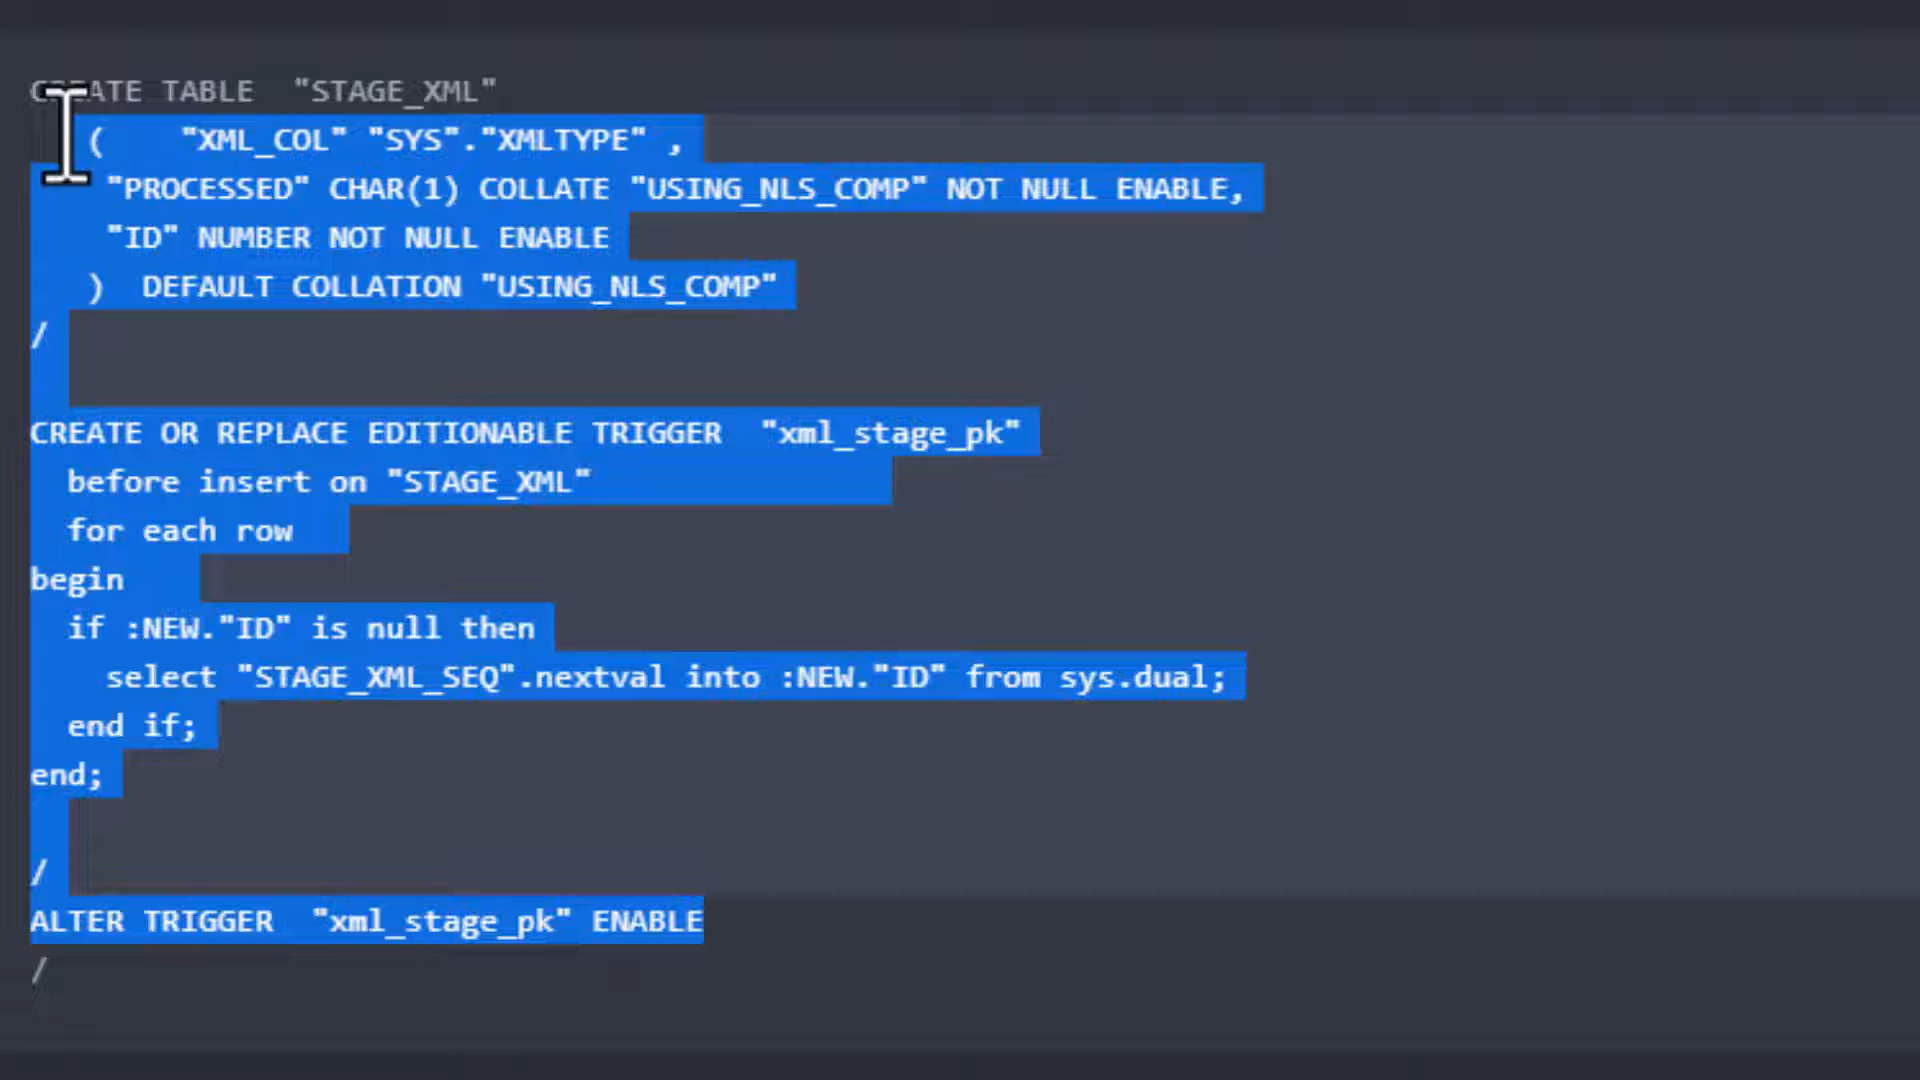 CREATE TABLE "STAGE_XML"
( "XML_COL" "SYS"."XMLTYPE" ,
"PROCESSED" CHAR(1) COLLATE "USING_NLS_COMP" NOT NULL ENABLE,
"ID" NUMBER NOT NULL ENABLE
) DEFAULT COLLATION "USING_NLS_COMP"
/
CREATE OR REPLACE EDITIONABLE TRIGGER "xml_stage_pk"
before insert on "STAGE_XML"
for each row
begin
if :NEW."ID" is null then
select "STAGE_XML_SEQ".nextval into :NEW."ID" from sys.dual;
end if;
end;
/
ALTER TRIGGER "xml_stage_pk" ENABLE
/